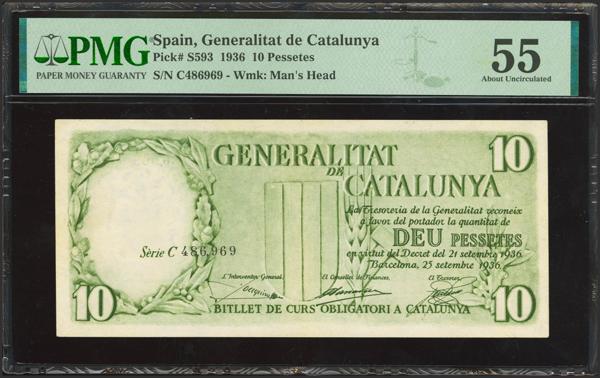 PMG
PAPER MONEY GUARANTY
Spain, Generalitat de Catalunya
Pick# S593 1936 10 Pessetes
S/N C486969 - Wmk: Man's Head
55
About Uncirculated
10
GENERALITAT
DE
CATALUNYA
La Tresoreria de la Generalitat reconeix
a favor del portador la quantitat de
DEU PESSETES
en virtut del Decret del 21 setembre 1936
Barcelona, 25 setembre 1936
Sèrie C 486,969
L'Interventor General, El Conseller de Finances, El Tresorer,
10
BITLLET DE CURS OBLIGATORI A CATALUNYA
10